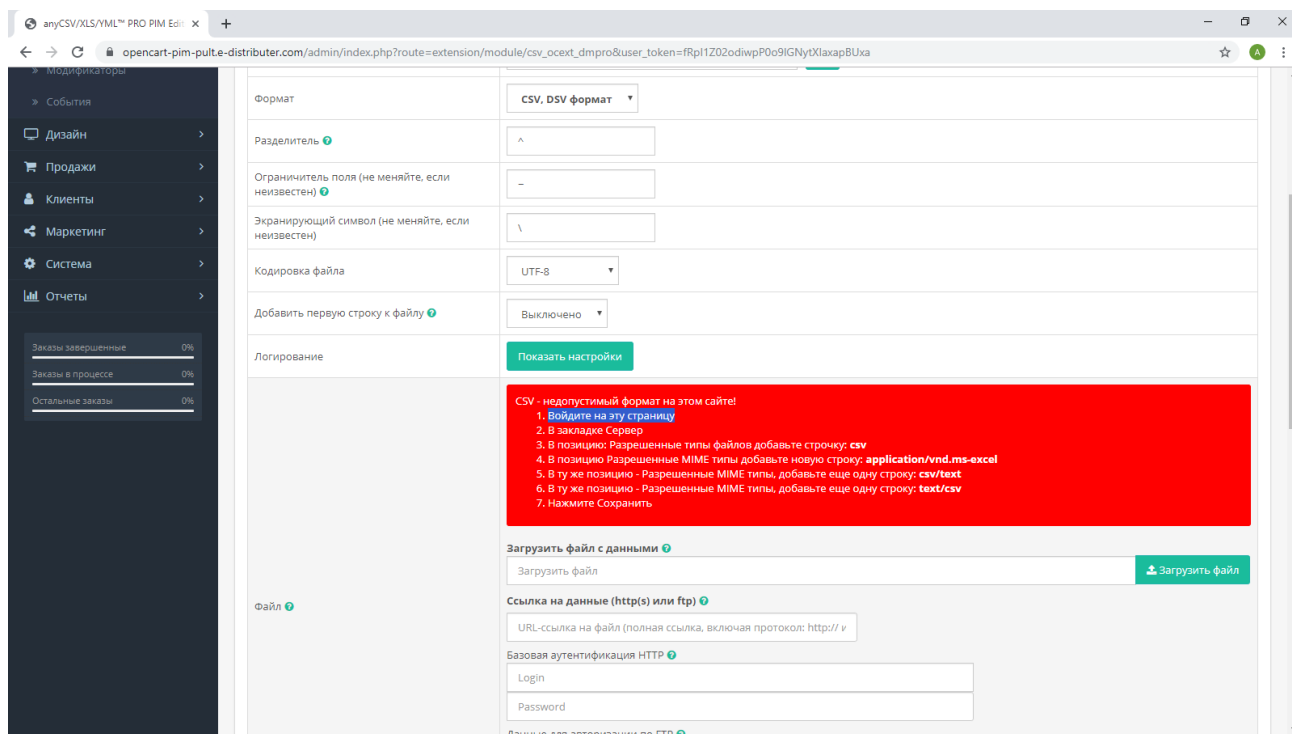 anyCSV/XLS/YML™ PRO PIM Edit
opencart-pim-pult.e-distributer.com/admin/index.php?route=extension/module/csv_ocext_dmpro&user_token=fRpI1Z02odiwpP0o9IGNytXlaxapBUxa
A
» Модификаторы
» События
Дизайн
Продажи
Клиенты
Маркетинг
Система
Отчеты
Заказы завершенные 0%
Заказы в процессе 0%
Остальные заказы 0%
Формат
CSV, DSV формат
Разделитель
^
Ограничитель поля (не меняйте, если
неизвестен)
~
Экранирующий символ (не меняйте, если
неизвестен)
\
Кодировка файла
UTF-8
Добавить первую строку к файлу
Выключено
Логирование
Показать настройки
Файл
CSV - недопустимый формат на этом сайте!
1. Войдите на эту страницу
2. В закладке Сервер
3. В позицию: Разрешенные типы файлов добавьте строчку: csv
4. В позицию Разрешенные MIME типы добавьте новую строку: application/vnd.ms-excel
5. В ту же позицию - Разрешенные MIME типы, добавьте еще одну строку: csv/text
6. В ту же позицию - Разрешенные MIME типы, добавьте еще одну строку: text/csv
7. Нажмите Сохранить
Загрузить файл с данными
Загрузить файл
Загрузить файл
Ссылка на данные (http(s) или ftp)
URL-ссылка на файл (полная ссылка, включая протокол: http:// и
Базовая аутентификация HTTP
Login
Password
Данные для авторизации по FTP